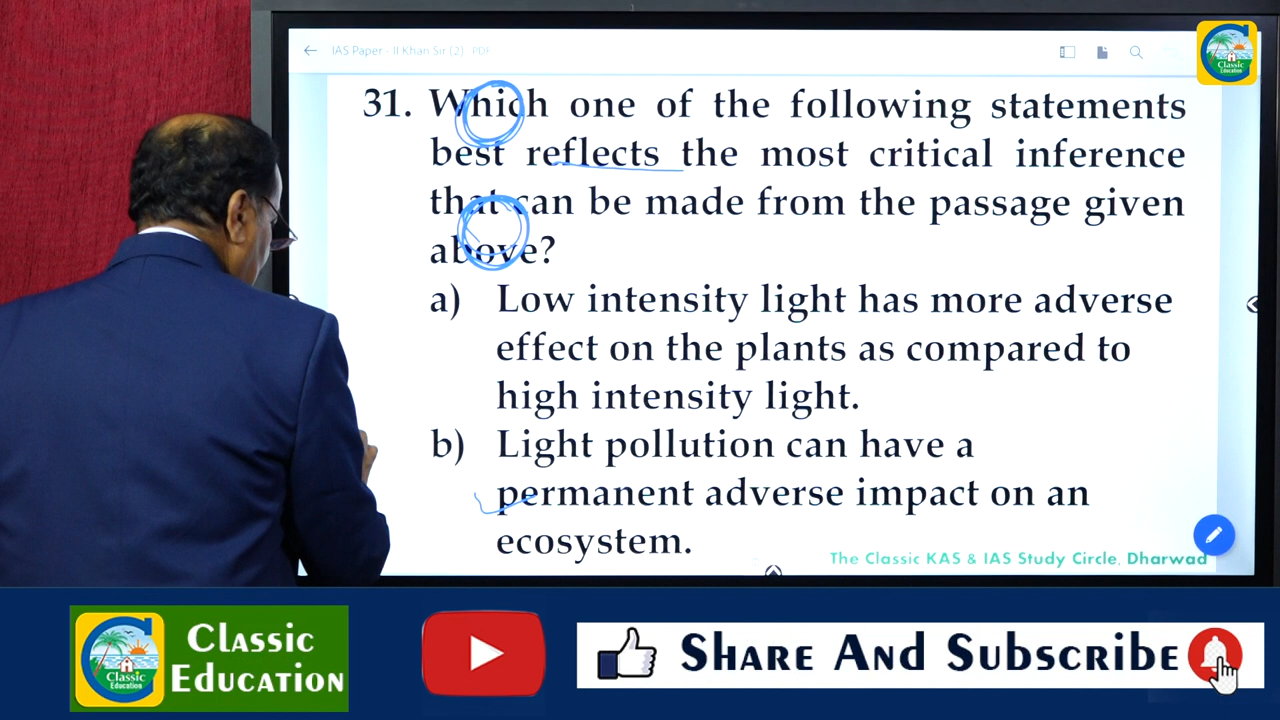 IAS Paper - II Khan Sir (2) PDF
Classic
Education
31. Which one of the following statements
best reflects the most critical inference
that can be made from the passage given
above?
a) Low intensity light has more adverse
effect on the plants as compared to
high intensity light.
b) Light pollution can have a
permanent adverse impact on an
ecosystem.
The Classic KAS & IAS Study Circle, Dharwad
Classic
Education
Classic
Education
Share And Subscribe